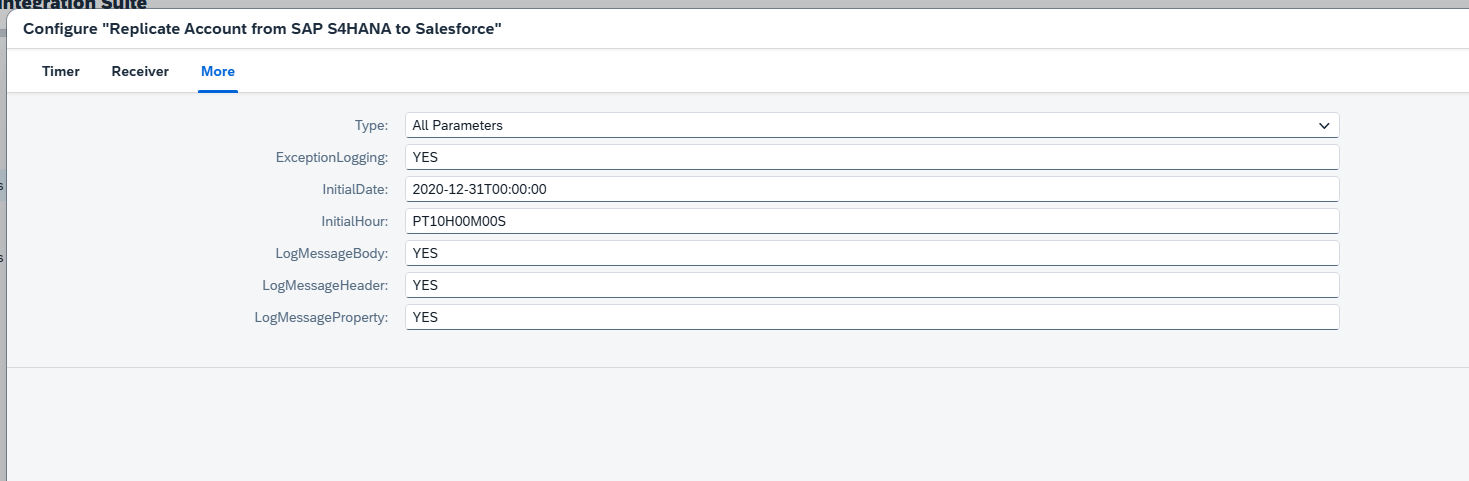 Integration Suite
Configure "Replicate Account from SAP S4HANA to Salesforce"
Timer Receiver More
Type: All Parameters
ExceptionLogging: YES
InitialDate: 2020-12-31T00:00:00
InitialHour: PT10H00M00S
LogMessageBody: YES
LogMessageHeader: YES
LogMessageProperty: YES